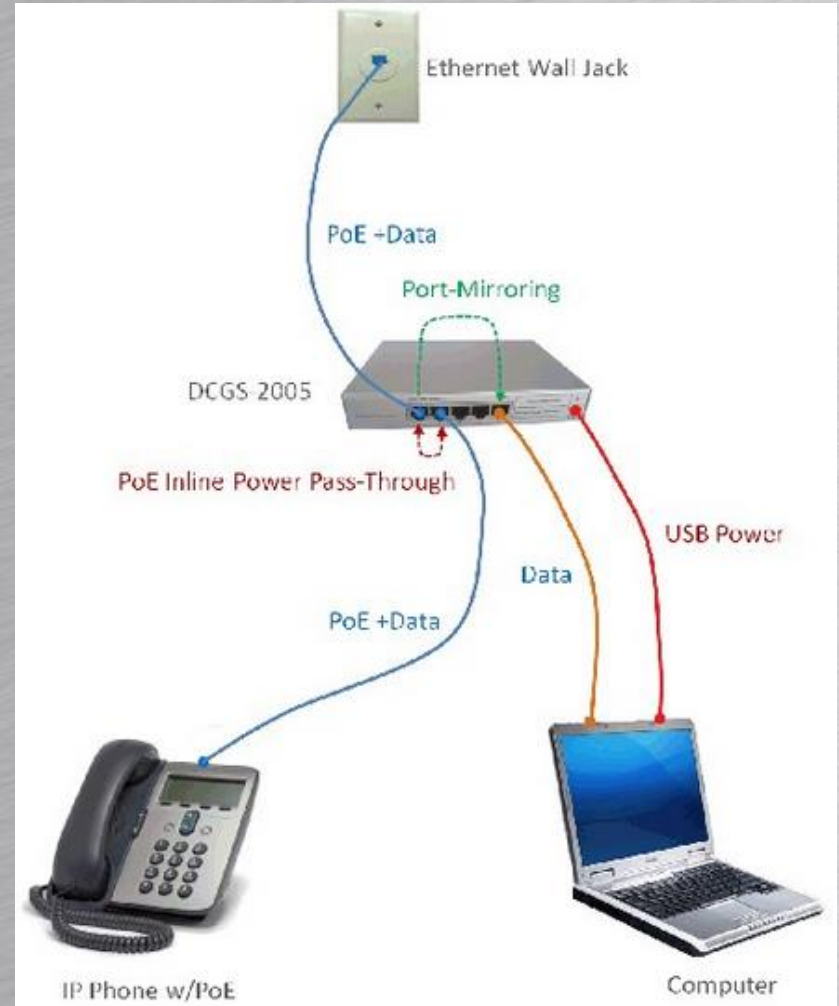 Ethernet Wall Jack
PoE +Data
Port-Mirroring
DCGS-2005
PoE Inline Power Pass-Through
USB Power
Data
PoE +Data
IP Phone w/PoE
Computer